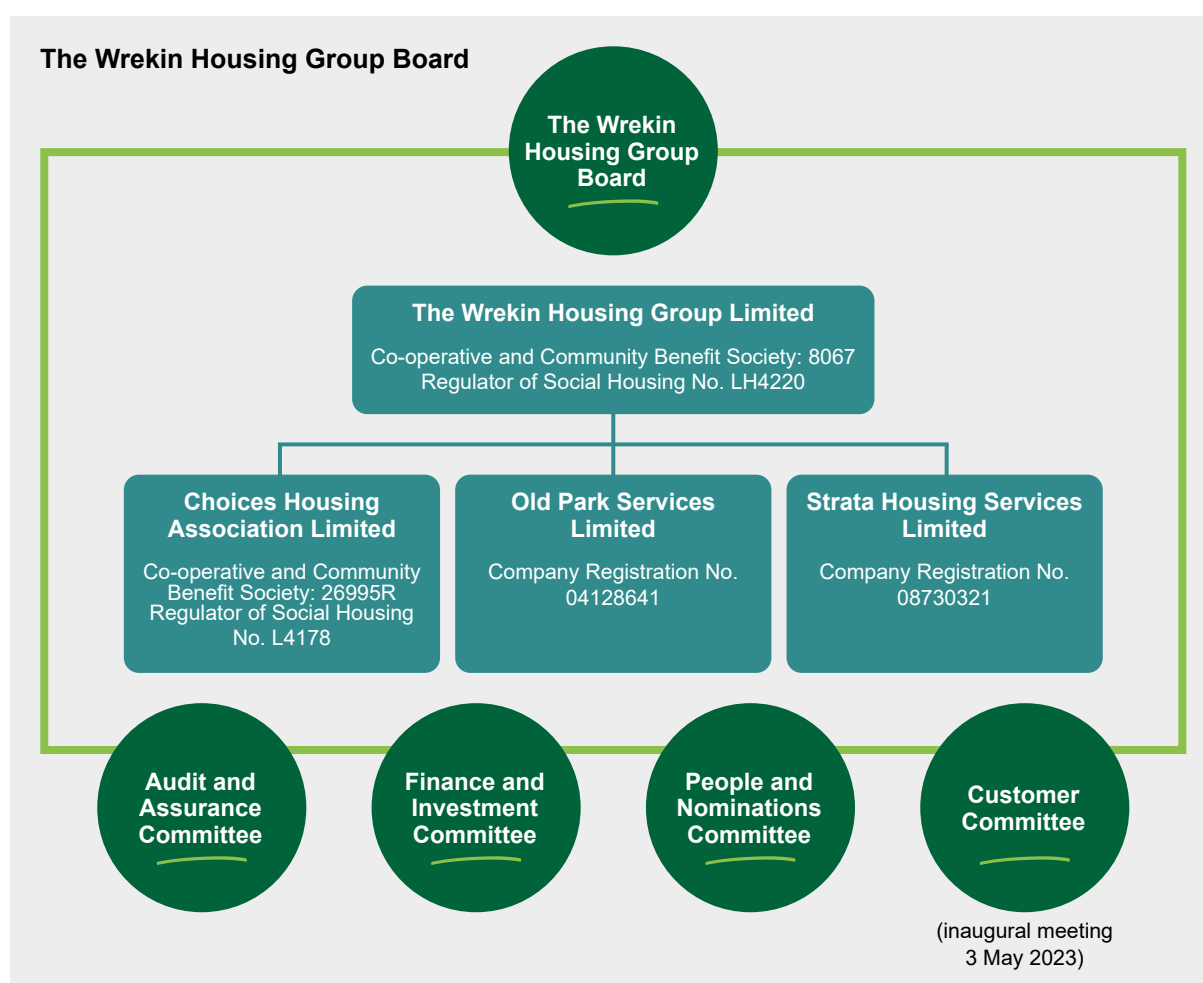 The Wrekin Housing Group Board
The Wrekin
Housing Group
Board
The Wrekin Housing Group Limited
Co-operative and Community Benefit Society: 8067
Regulator of Social Housing No. LH4220
Choices Housing
Association Limited
Co-operative and Community
Benefit Society: 26995R
Regulator of Social Housing
No. L4178
Old Park Services
Limited
Company Registration No.
04128641
Strata Housing Services
Limited
Company Registration No.
08730321
Audit and
Assurance
Committee
Finance and
Investment
Committee
People and
Nominations
Committee
Customer
Committee
(inaugural meeting
3 May 2023)